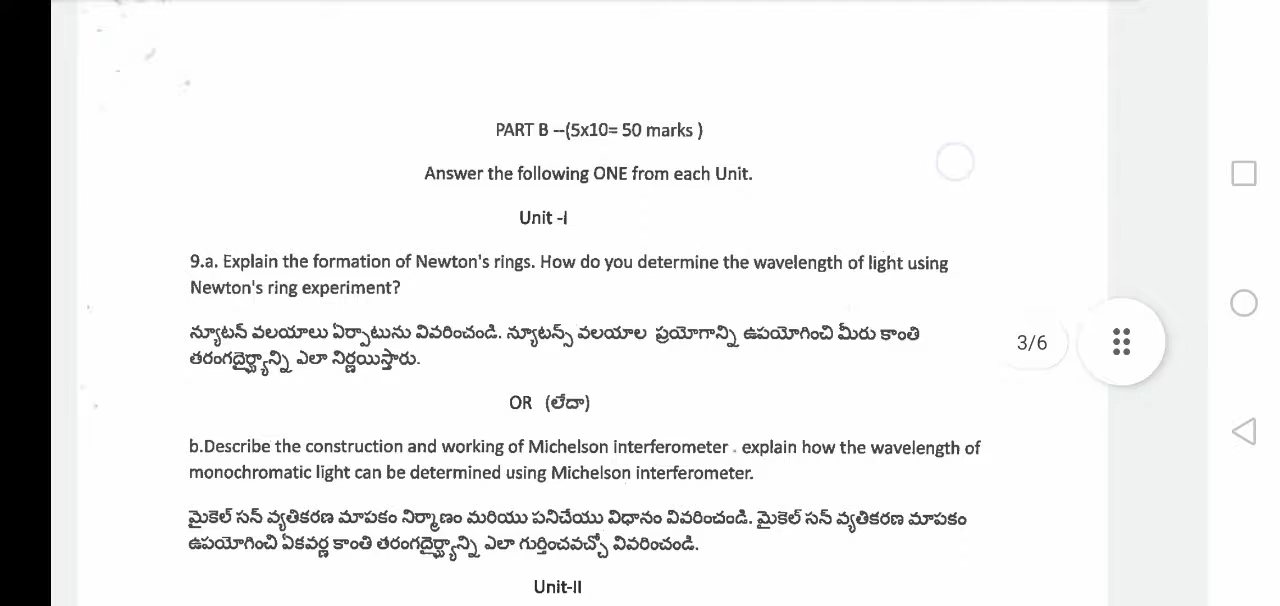 PART B --(5x10= 50 marks )
Answer the following ONE from each Unit.
Unit -I
9.a. Explain the formation of Newton's rings. How do you determine the wavelength of light using
Newton's ring experiment?
న్యూటన్ వలయాలు ఏర్పాటును వివరించండి. న్యూటన్స్ వలయాల ప్రయోగాన్ని ఉపయోగించి మీరు కాంతి
తరంగదైర్ఘ్యాన్ని ఎలా నిర్ణయిస్తారు.
3/6
OR (లేదా)
b.Describe the construction and working of Michelson interferometer . explain how the wavelength of
monochromatic light can be determined using Michelson interferometer.
మైకెల్ సన్ వ్యతికరణ మాపకం నిర్మాణం మరియు పనిచేయు విధానం వివరించండి. మైకెల్ సన్ వ్యతికరణ మాపకం
ఉపయోగించి ఏకవర్ణ కాంతి తరంగదైర్ఘ్యాన్ని ఎలా గుర్తించవచ్చో వివరించండి.
Unit-II